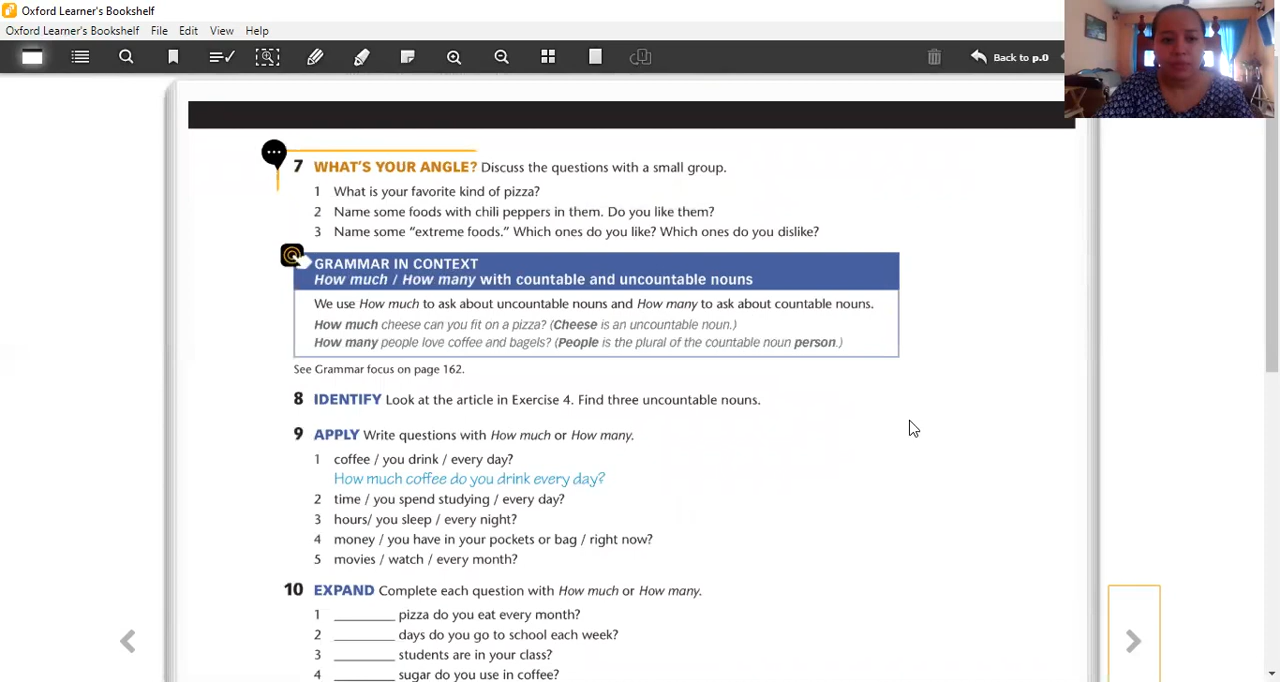 Oxford Learner's Bookshelf
Oxford Learner's Bookshelf File Edit View Help
Back to p.0
7 WHAT'S YOUR ANGLE? Discuss the questions with a small group.
1 What is your favorite kind of pizza?
2 Name some foods with chili peppers in them. Do you like them?
3 Name some "extreme foods." Which ones do you like? Which ones do you dislike?
GRAMMAR IN CONTEXT
How much / How many with countable and uncountable nouns
We use How much to ask about uncountable nouns and How many to ask about countable nouns.
How much cheese can you fit on a pizza? (Cheese is an uncountable noun.)
How many people love coffee and bagels? (People is the plural of the countable noun person.)
See Grammar focus on page 162.
8 IDENTIFY Look at the article in Exercise 4. Find three uncountable nouns.
9 APPLY Write questions with How much or How many.
1 coffee / you drink / every day?
How much coffee do you drink every day?
2 time / you spend studying / every day?
3 hours/ you sleep / every night?
4 money / you have in your pockets or bag / right now?
5 movies / watch / every month?
10 EXPAND Complete each question with How much or How many.
1 ________ pizza do you eat every month?
2 ________ days do you go to school each week?
3 ________ students are in your class?
4 ________ sugar do you use in coffee?